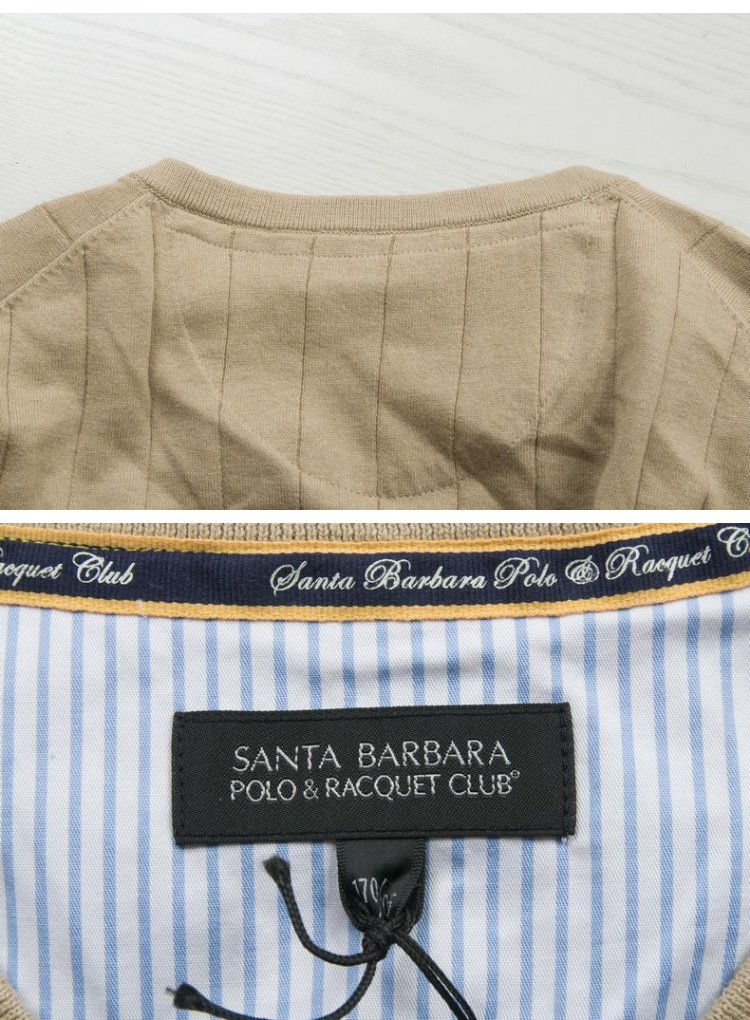 acquet Club Santa Barbara Polo & Racquet C
SANTA BARBARA
POLO & RACQUET CLUB®